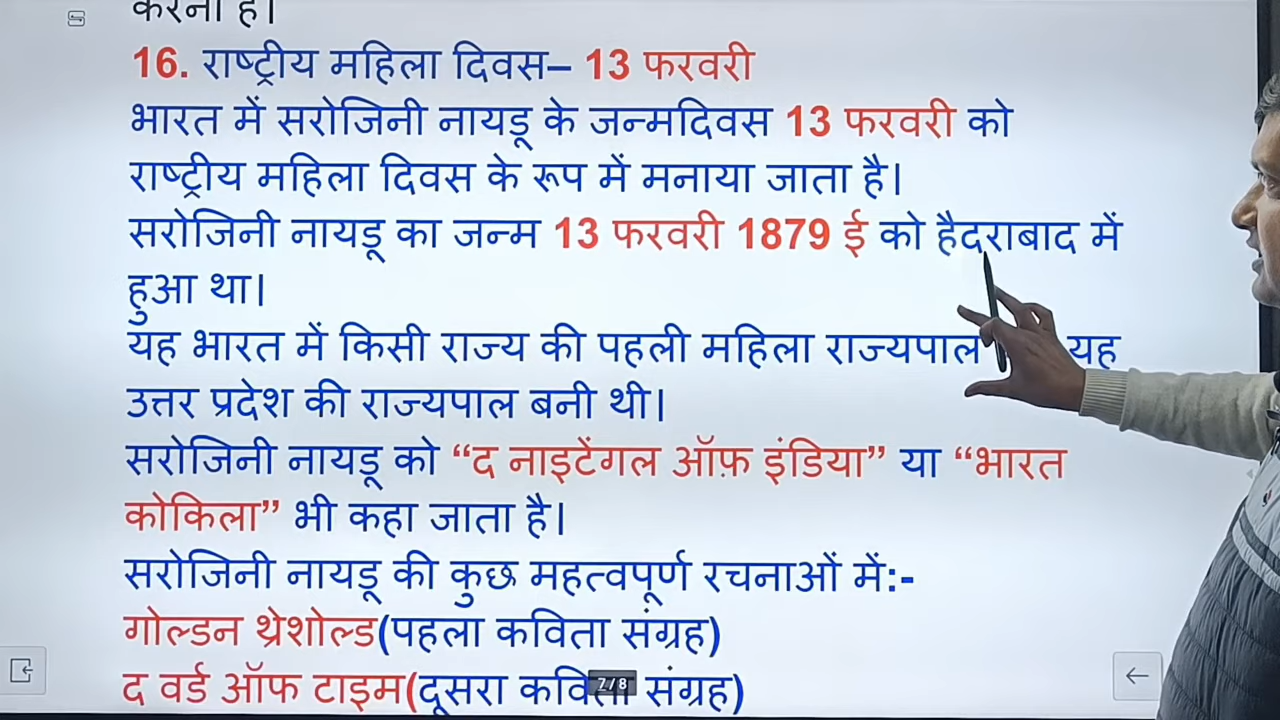 करना है।
16. राष्ट्रीय महिला दिवस– 13 फरवरी
भारत में सरोजिनी नायडू के जन्मदिवस 13 फरवरी को
राष्ट्रीय महिला दिवस के रूप में मनाया जाता है।
सरोजिनी नायडू का जन्म 13 फरवरी 1879 ई को हैदराबाद में
हुआ था।
यह भारत में किसी राज्य की पहली महिला राज्यपाल यह
उत्तर प्रदेश की राज्यपाल बनी थी।
सरोजिनी नायडू को “द नाइटेंगल ऑफ़ इंडिया” या “भारत
कोकिला” भी कहा जाता है।
सरोजिनी नायडू की कुछ महत्वपूर्ण रचनाओं में:-
गोल्डन थ्रेशोल्ड(पहला कविता संग्रह)
द वर्ड ऑफ टाइम(दूसरा कविता संग्रह)
7/8